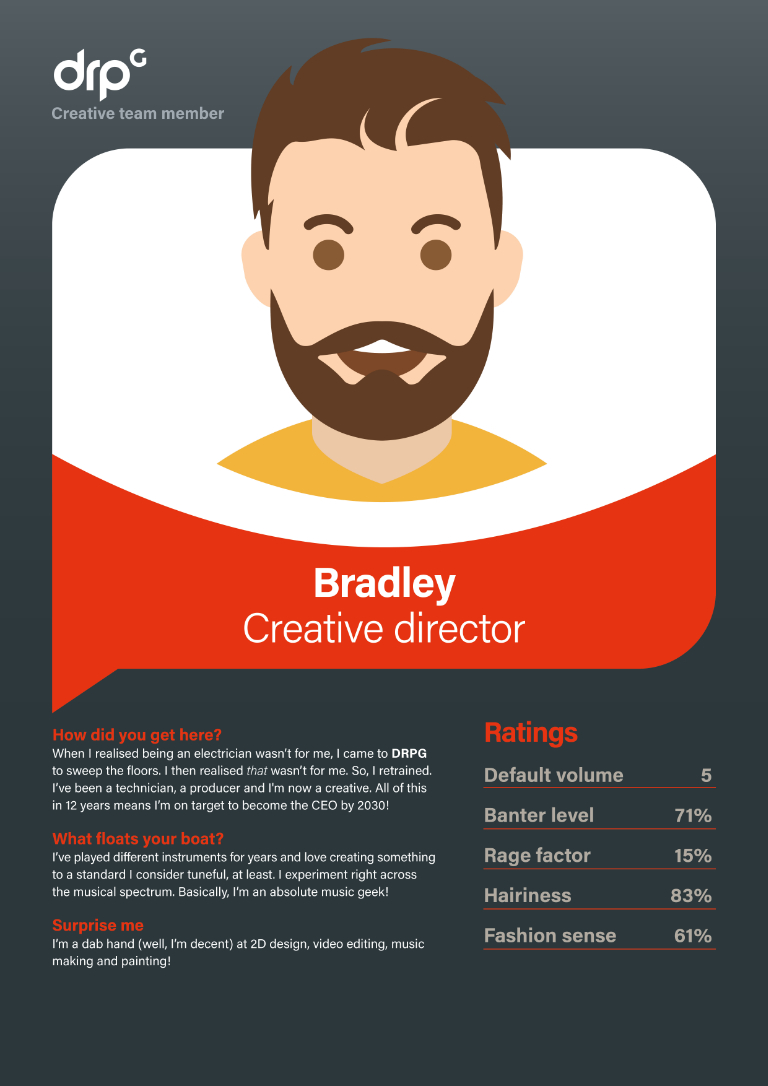 drpG
Creative team member
Bradley
Creative director
How did you get here?
When I realised being an electrician wasn't for me, I came to DRPG
to sweep the floors. I then realised that wasn't for me. So, I retrained.
I've been a technician, a producer and I'm now a creative. All of this
in 12 years means I'm on target to become the CEO by 2030!
What floats your boat?
I've played different instruments for years and love creating something
to a standard I consider tuneful, at least. I experiment right across
the musical spectrum. Basically, I'm an absolute music geek!
Surprise me
I'm a dab hand (well, I'm decent) at 2D design, video editing, music
making and painting!
Ratings
Default volume 5
Banter level 71%
Rage factor 15%
Hairiness 83%
Fashion sense 61%